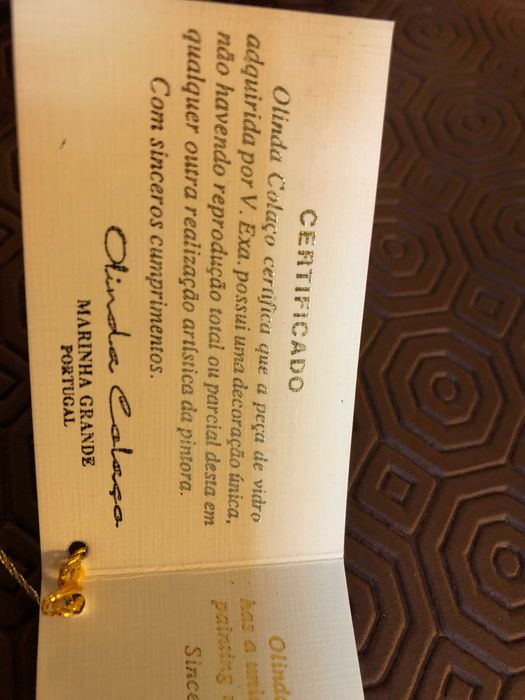 CERTIFICADO
Olinda Colaço certifica que a peça de vidro
adquirida por V. Exa. possui uma decoração única,
não havendo reprodução total ou parcial desta em
qualquer outra realização artística da pintora.
Com sinceros cumprimentos.
Olinda Colaço
MARINHA GRANDE
PORTUGAL
Olind
has a uni
painting
Since